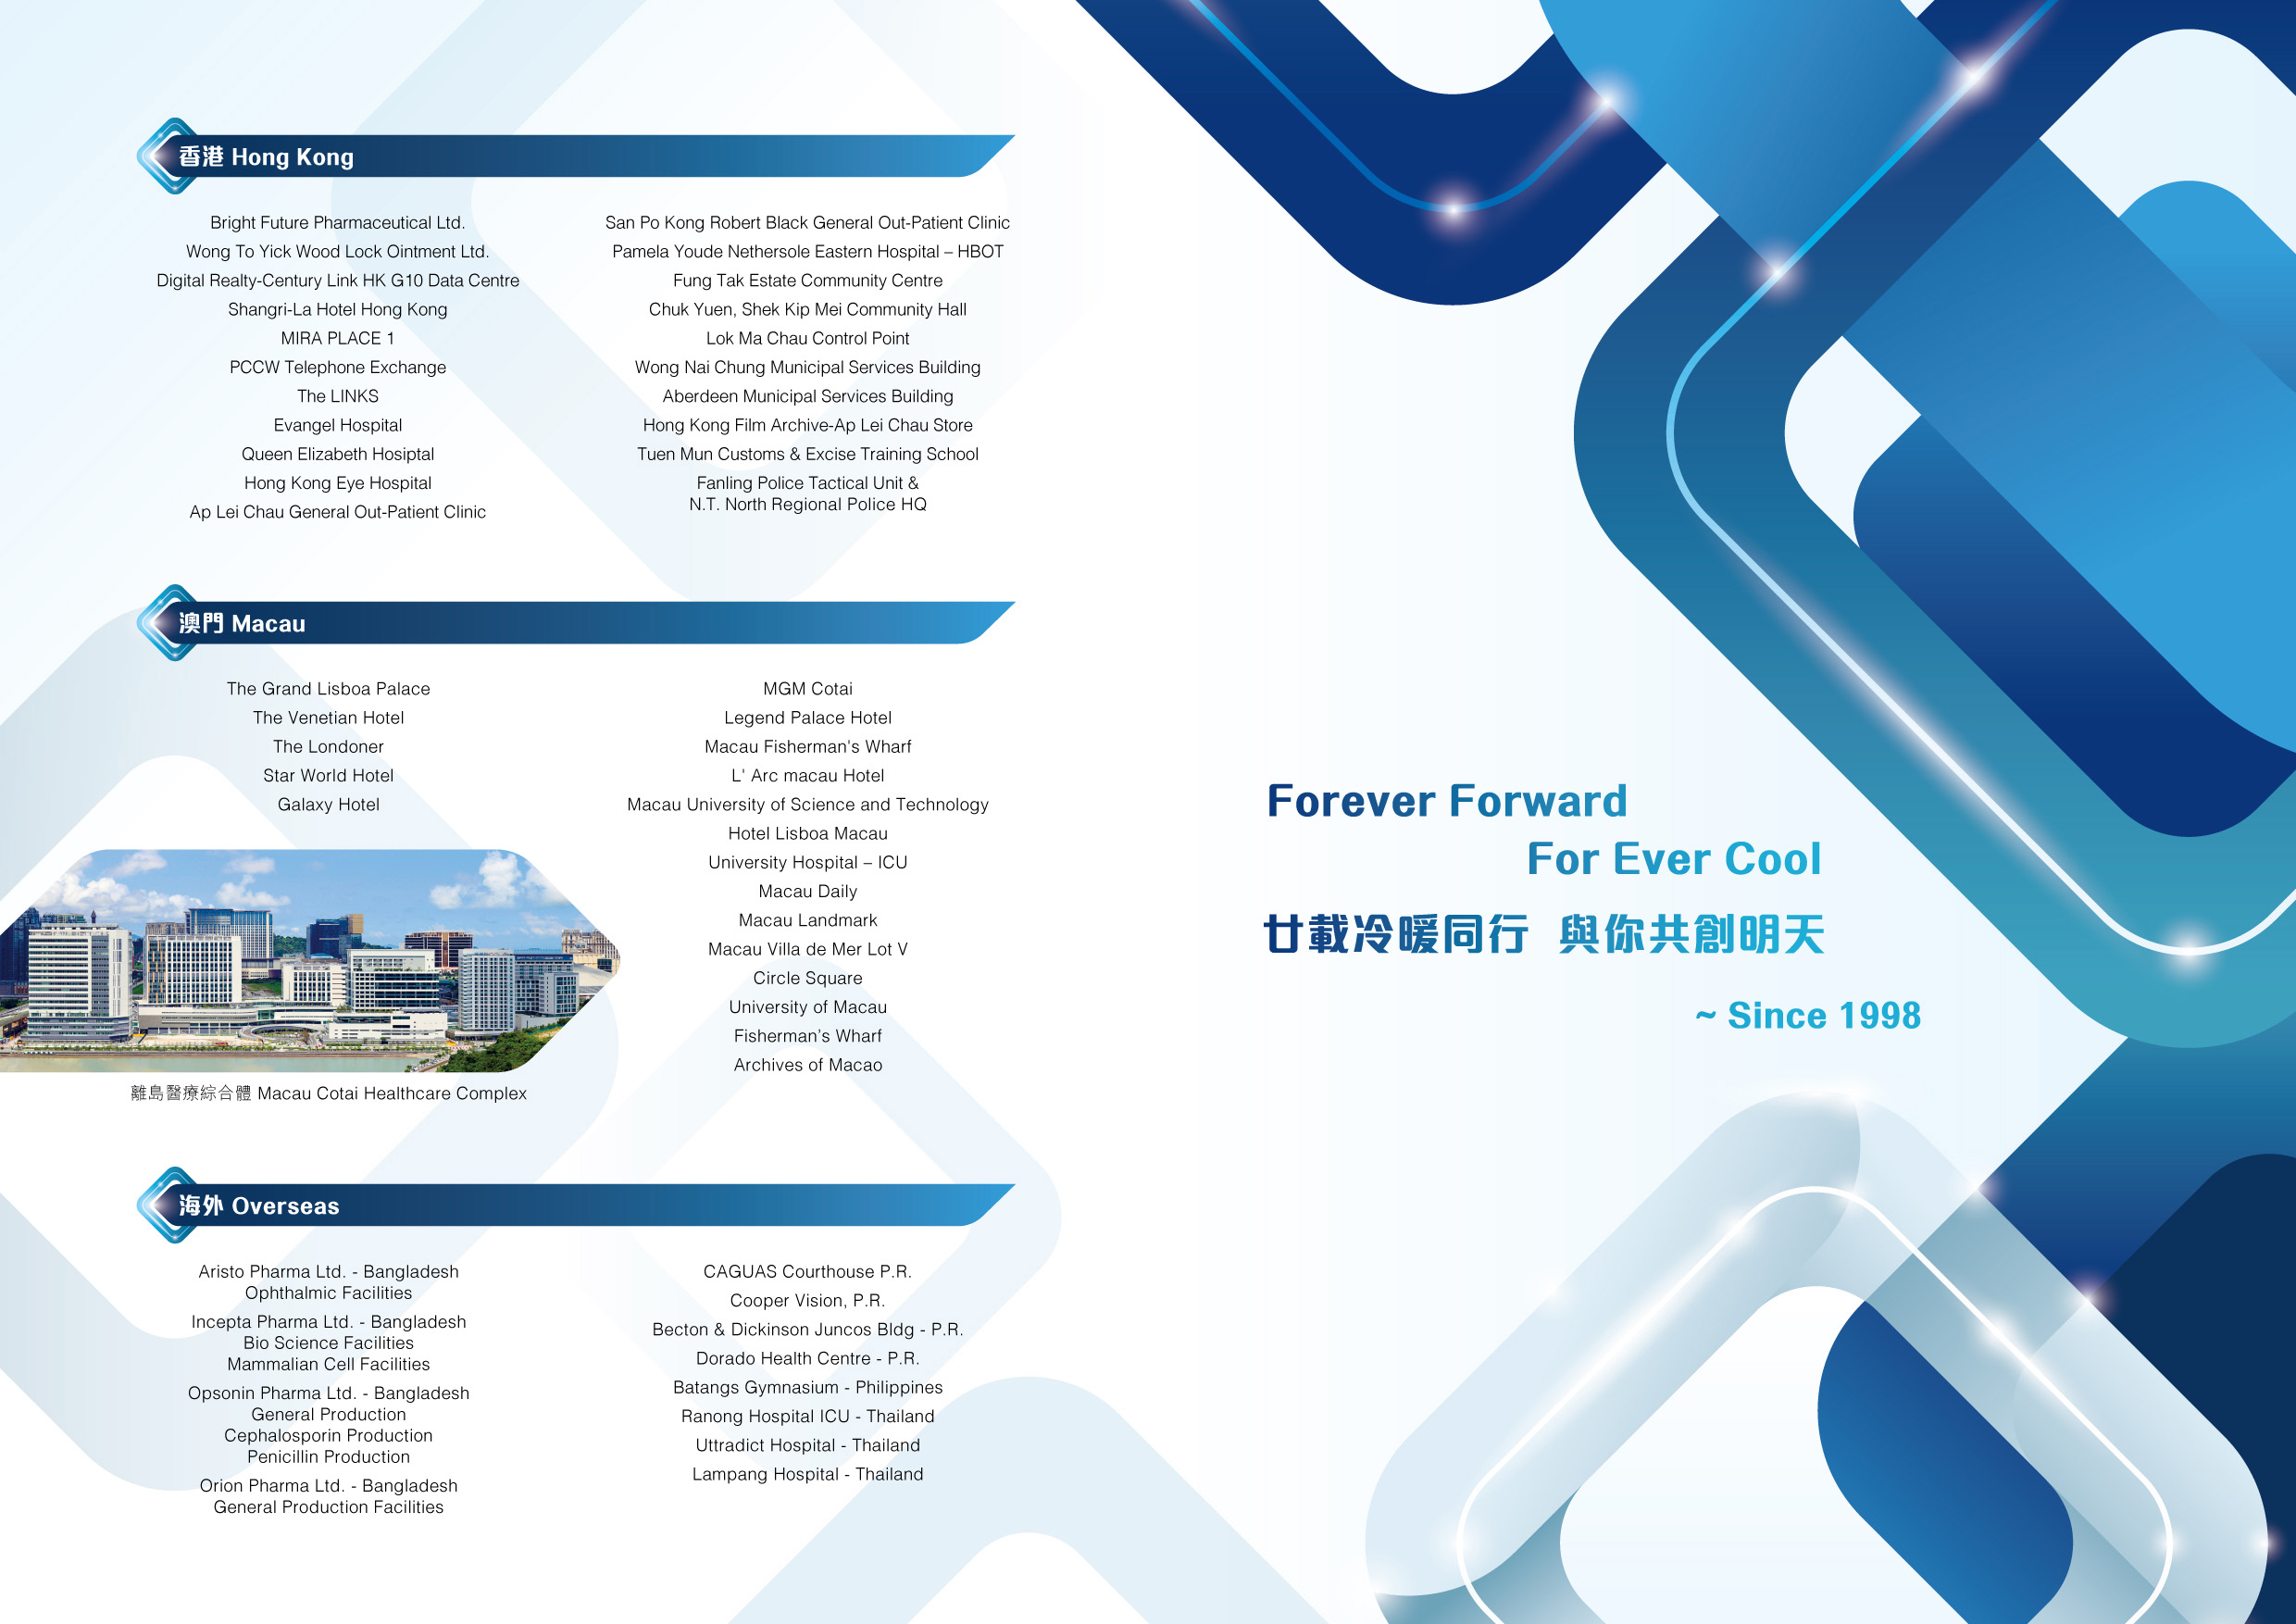 香港 Hong Kong
Bright Future Pharmaceutical Ltd.
Wong To Yick Wood Lock Ointment Ltd.
Digital Realty-Century Link HK G10 Data Centre
Shangri-La Hotel Hong Kong
MIRA PLACE 1
PCCW Telephone Exchange
The LINKS
Evangel Hospital
Queen Elizabeth Hosiptal
Hong Kong Eye Hospital
Ap Lei Chau General Out-Patient Clinic
San Po Kong Robert Black General Out-Patient Clinic
Pamela Youde Nethersole Eastern Hospital – HBOT
Fung Tak Estate Community Centre
Chuk Yuen, Shek Kip Mei Community Hall
Lok Ma Chau Control Point
Wong Nai Chung Municipal Services Building
Aberdeen Municipal Services Building
Hong Kong Film Archive-Ap Lei Chau Store
Tuen Mun Customs & Excise Training School
Fanling Police Tactical Unit &
N.T. North Regional Police HQ
澳門 Macau
The Grand Lisboa Palace
The Venetian Hotel
The Londoner
Star World Hotel
Galaxy Hotel
離島醫療綜合體 Macau Cotai Healthcare Complex
MGM Cotai
Legend Palace Hotel
Macau Fisherman's Wharf
L' Arc macau Hotel
Macau University of Science and Technology
Hotel Lisboa Macau
University Hospital – ICU
Macau Daily
Macau Landmark
Macau Villa de Mer Lot V
Circle Square
University of Macau
Fisherman’s Wharf
Archives of Macao
海外 Overseas
Aristo Pharma Ltd. - Bangladesh
Ophthalmic Facilities
Incepta Pharma Ltd. - Bangladesh
Bio Science Facilities
Mammalian Cell Facilities
Opsonin Pharma Ltd. - Bangladesh
General Production
Cephalosporin Production
Penicillin Production
Orion Pharma Ltd. - Bangladesh
General Production Facilities
CAGUAS Courthouse P.R.
Cooper Vision, P.R.
Becton & Dickinson Juncos Bldg - P.R.
Dorado Health Centre - P.R.
Batangs Gymnasium - Philippines
Ranong Hospital ICU - Thailand
Uttradict Hospital - Thailand
Lampang Hospital - Thailand
Forever Forward
For Ever Cool
廿載冷暖同行 與你共創明天
~ Since 1998